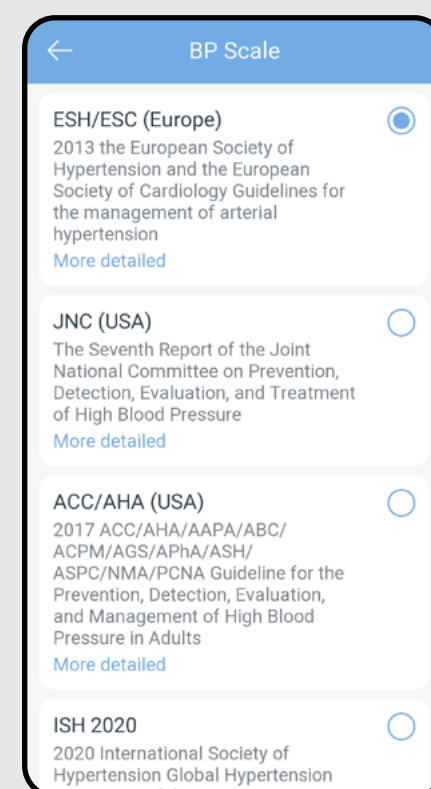 BP Scale
ESH/ESC (Europe)
2013 the European Society of
Hypertension and the European
Society of Cardiology Guidelines for
the management of arterial
hypertension
More detailed
JNC (USA)
The Seventh Report of the Joint
National Committee on Prevention,
Detection, Evaluation, and Treatment
of High Blood Pressure
More detailed
ACC/AHA (USA)
2017 ACC/AHA/AAPA/ABC/
ACPM/AGS/APhA/ASH/
ASPC/NMA/PCNA Guideline for the
Prevention, Detection, Evaluation,
and Management of High Blood
Pressure in Adults
More detailed
ISH 2020
2020 International Society of
Hypertension Global Hypertension